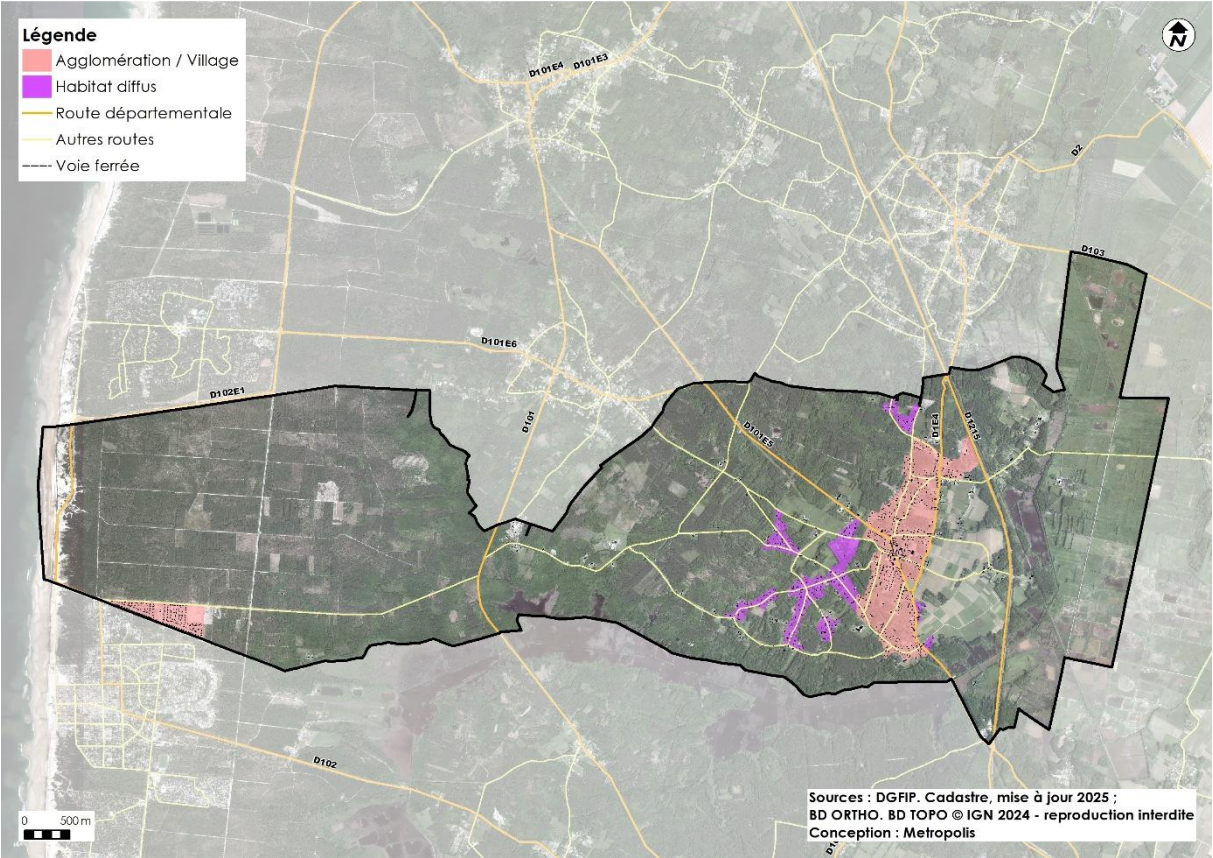 Légende
Agglomération / Village
Habitat diffus
Route départementale
Autres routes
Voie ferrée
N
D101E4
D101E3
D2
D103
D101E6
D102E1
D101
D101E5
D1E4
D1215
D102
0 500 m
Sources : DGFIP. Cadastre, mise à jour 2025 ;
BD ORTHO. BD TOPO © IGN 2024 - reproduction interdite
Conception : Metropolis